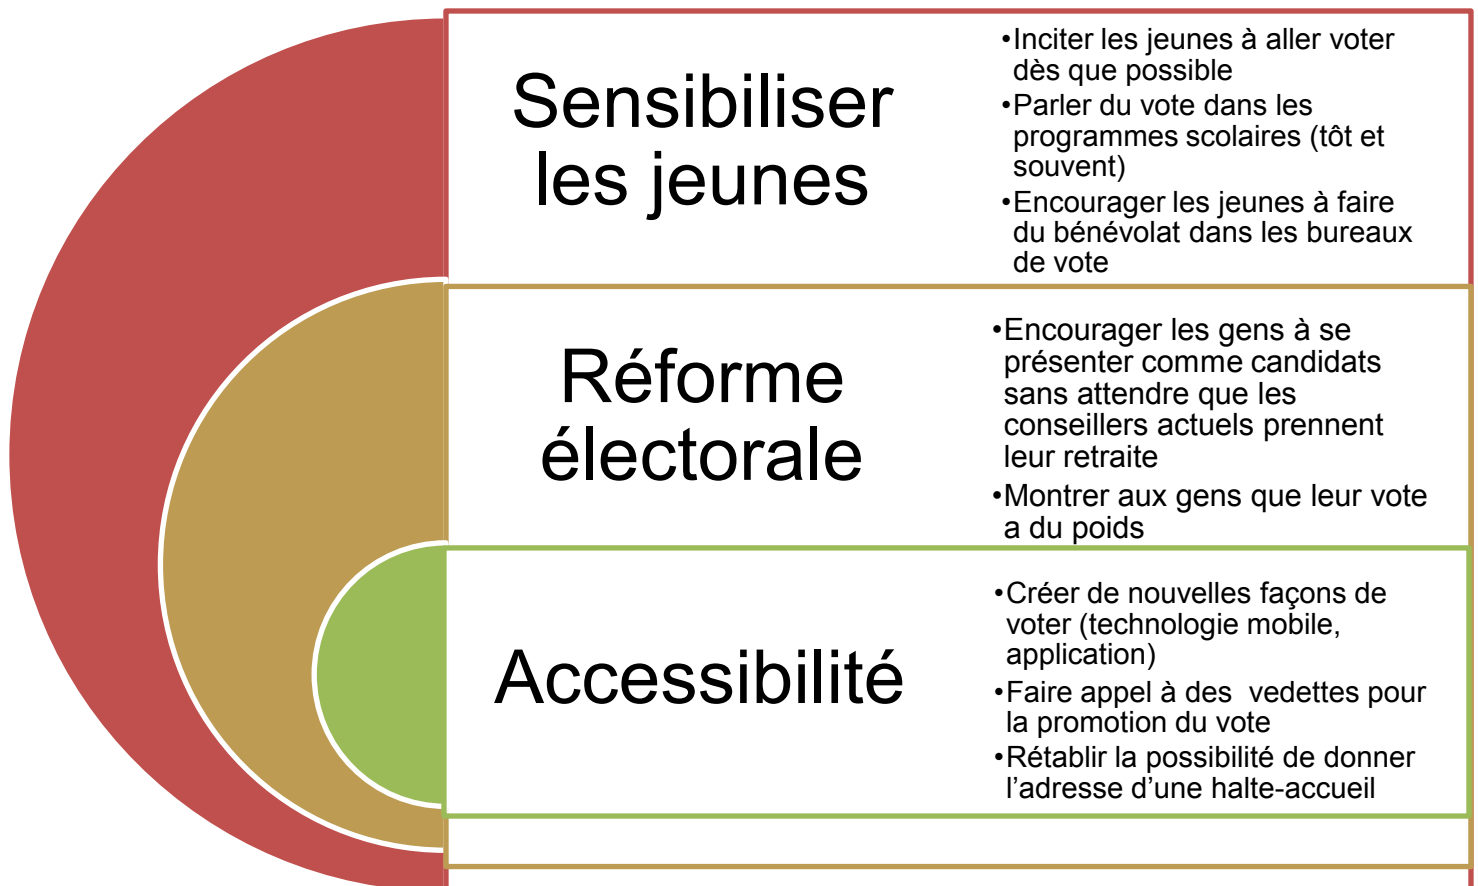 Sensibiliser
les jeunes
•Inciter les jeunes à aller voter
dès que possible
•Parler du vote dans les
programmes scolaires (tôt et
souvent)
•Encourager les jeunes à faire
du bénévolat dans les bureaux
de vote
Réforme
électorale
•Encourager les gens à se
présenter comme candidats
sans attendre que les
conseillers actuels prennent
leur retraite
•Montrer aux gens que leur vote
a du poids
Accessibilité
•Créer de nouvelles façons de
voter (technologie mobile,
application)
•Faire appel à des  vedettes pour
la promotion du vote
•Rétablir la possibilité de donner
l’adresse d’une halte-accueil